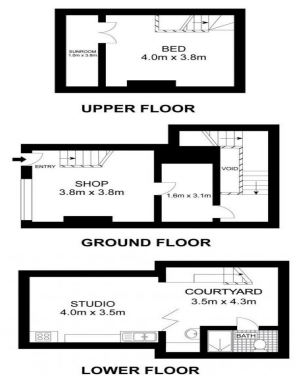 SUNROOM
1.6m x 3.8m
BED
4.0m x 3.8m
UPPER FLOOR
ENTRY
SHOP
3.8m x 3.8m
1.6m x 3.1m
VOID
GROUND FLOOR
STUDIO
4.0m x 3.5m
COURTYARD
3.5m x 4.3m
BATH
LOWER FLOOR